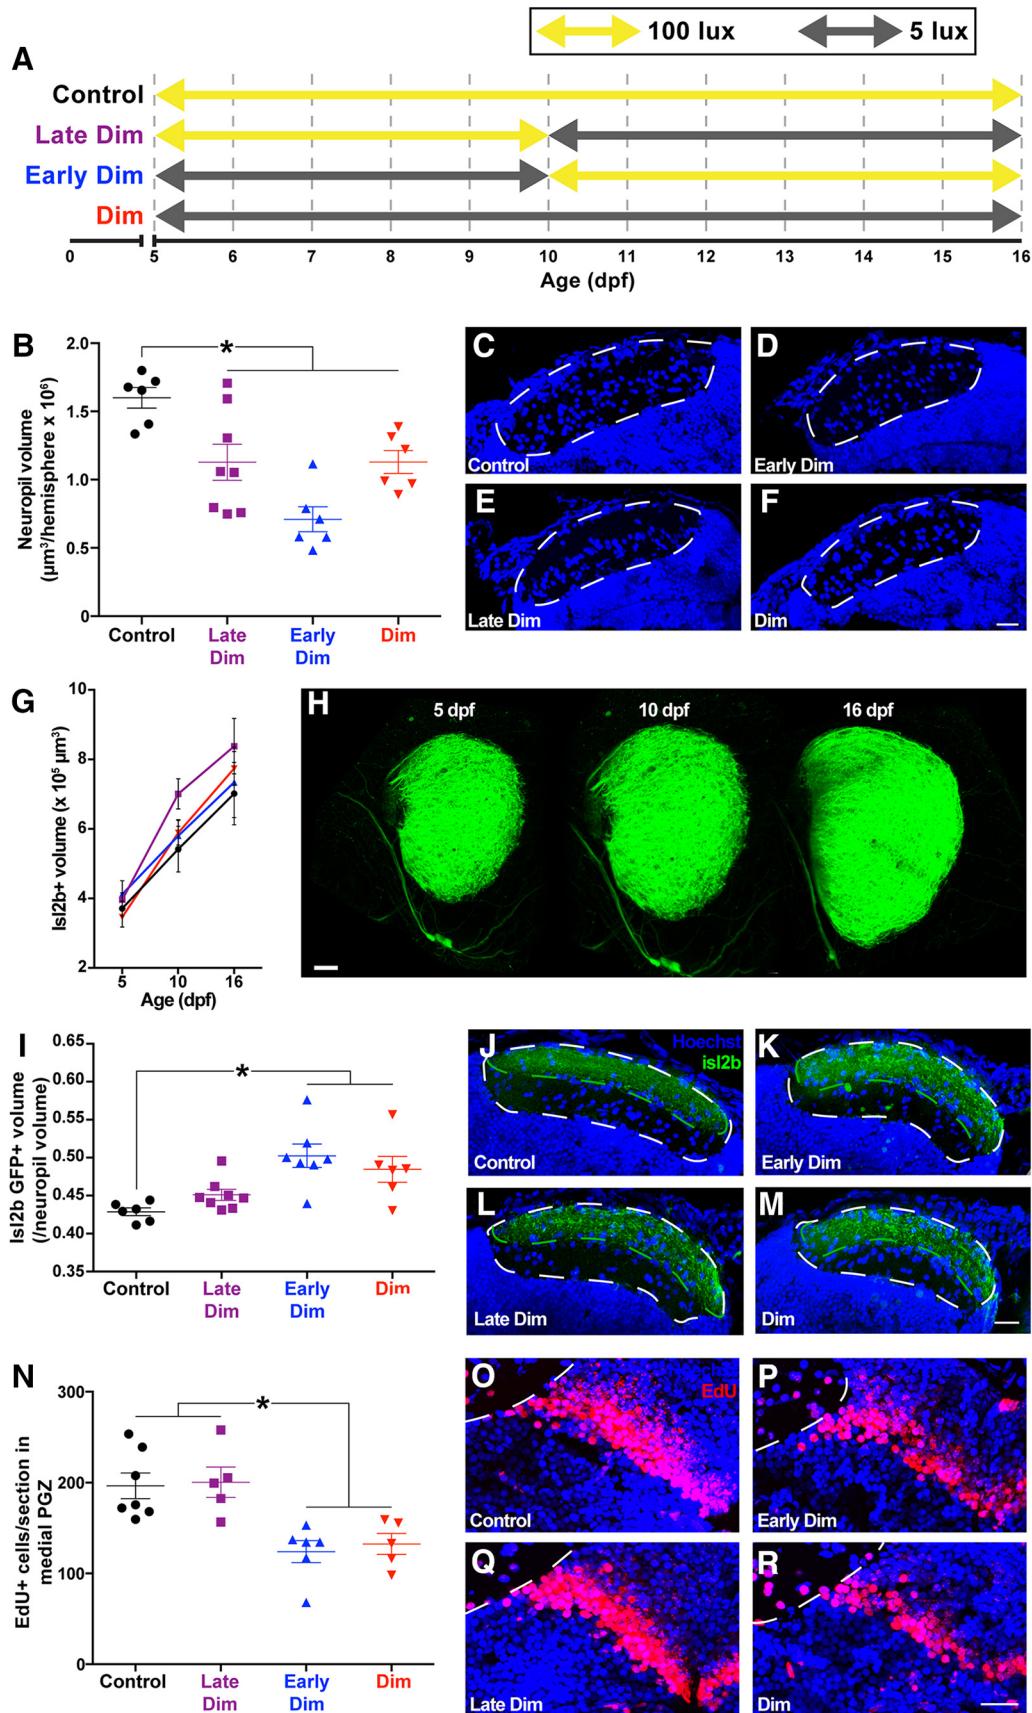 100 lux
5 lux
A
Control
Late Dim
Early Dim
Dim
0
5
6
7
8
9
10
11
12
13
14
15
16
Age (dpf)
B
Neuropil volume
(µm³/hemisphere x 10⁶)
2.0
1.5
1.0
0.5
0
*
Control
Late
Dim
Early
Dim
Dim
C
Control
D
Early Dim
E
Late Dim
F
Dim
G
Isl2b+ volume (x 10⁵ µm³)
10
8
6
4
2
5
10
16
Age (dpf)
H
5 dpf
10 dpf
16 dpf
I
Isl2b GFP+ volume
(/neuropil volume)
0.65
0.60
0.55
0.50
0.45
0.40
0.35
*
Control
Late
Dim
Early
Dim
Dim
J
Hoechst
isl2b
Control
K
Early Dim
L
Late Dim
M
Dim
N
EdU+ cells/section in
medial PGZ
300
200
100
0
*
Control
Late
Dim
Early
Dim
Dim
O
EdU
Control
P
Early Dim
Q
Late Dim
R
Dim